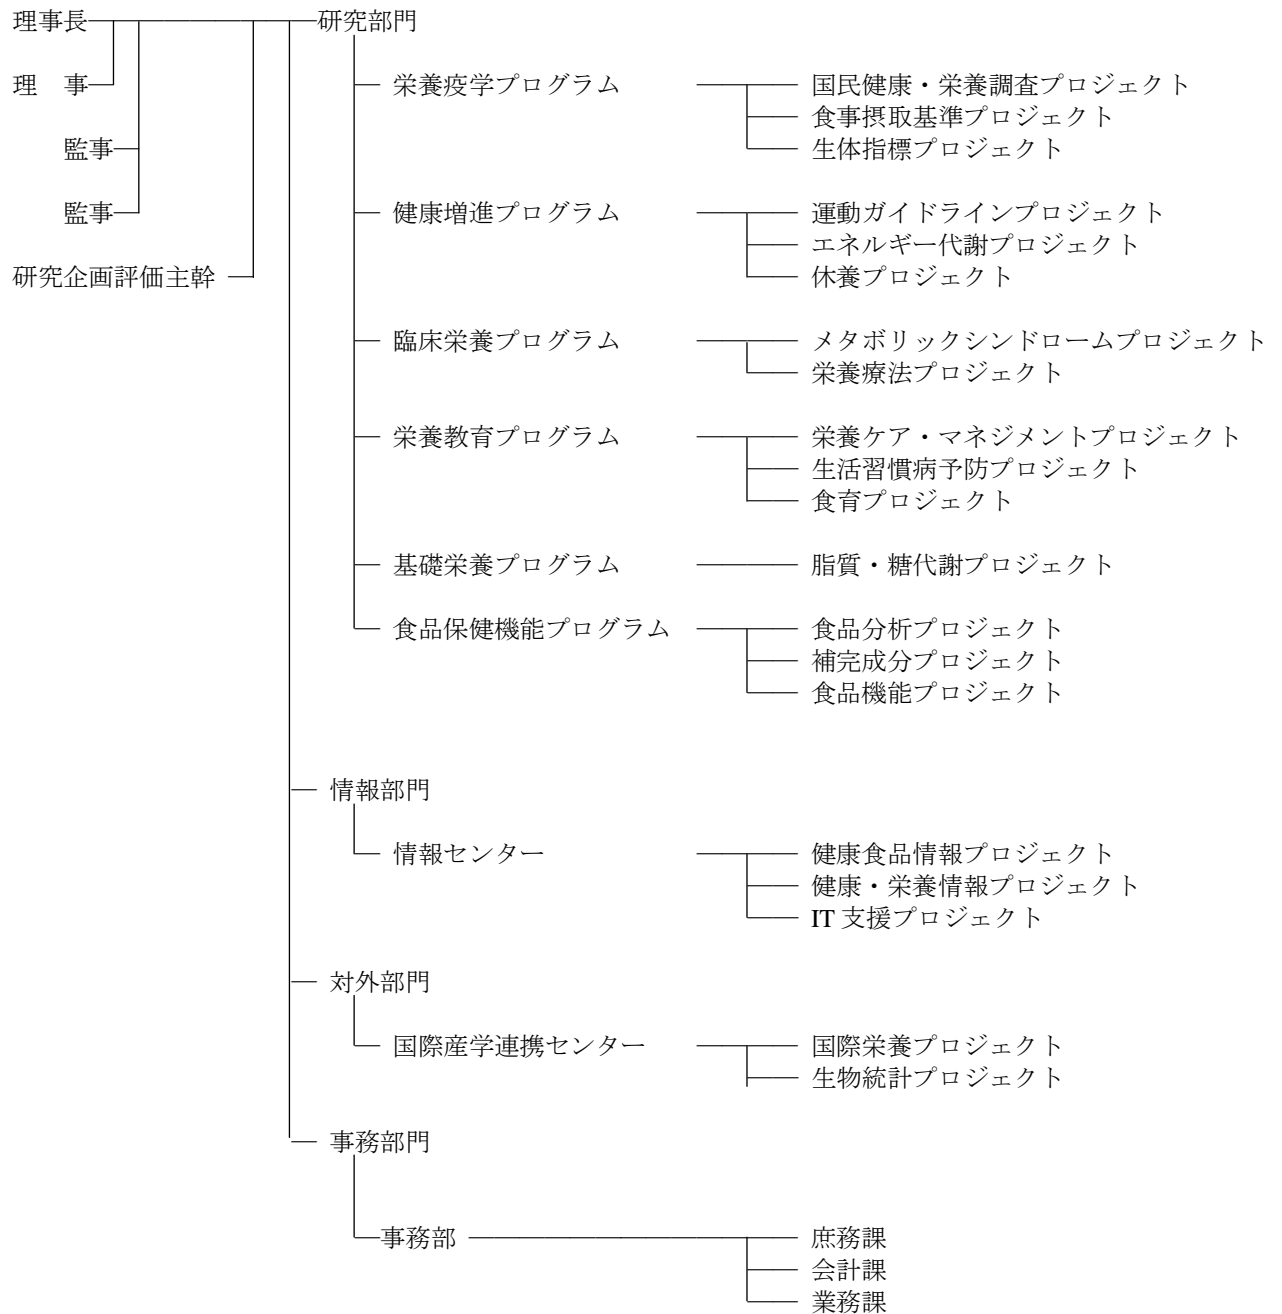 理事長 研究部門
理 事 栄養疫学プログラム 国民健康・栄養調査プロジェクト
食事摂取基準プロジェクト
監事 生体指標プロジェクト
監事 健康増進プログラム 運動ガイドラインプロジェクト
エネルギー代謝プロジェクト
研究企画評価主幹 休養プロジェクト
臨床栄養プログラム メタボリックシンドロームプロジェクト
栄養療法プロジェクト
栄養教育プログラム 栄養ケア・マネジメントプロジェクト
生活習慣病予防プロジェクト
食育プロジェクト
基礎栄養プログラム 脂質・糖代謝プロジェクト
食品保健機能プログラム 食品分析プロジェクト
補完成分プロジェクト
食品機能プロジェクト
情報部門
情報センター 健康食品情報プロジェクト
健康・栄養情報プロジェクト
IT 支援プロジェクト
対外部門
国際産学連携センター 国際栄養プロジェクト
生物統計プロジェクト
事務部門
事務部 庶務課
会計課
業務課